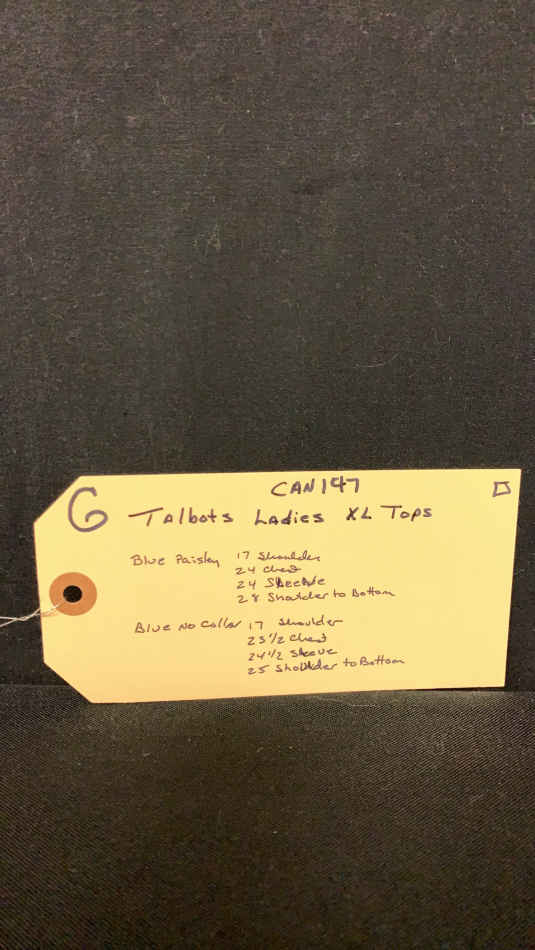 CAN147
G
Talbots Ladies XL Tops
Blue Paisley 17 Shoulder
24 Chest
24 Sleeve
28 Shoulder to Bottom
Blue No Collar 17 Shoulder
23 1/2 Chest
24 1/2 Sleeve
25 Shoulder to Bottom